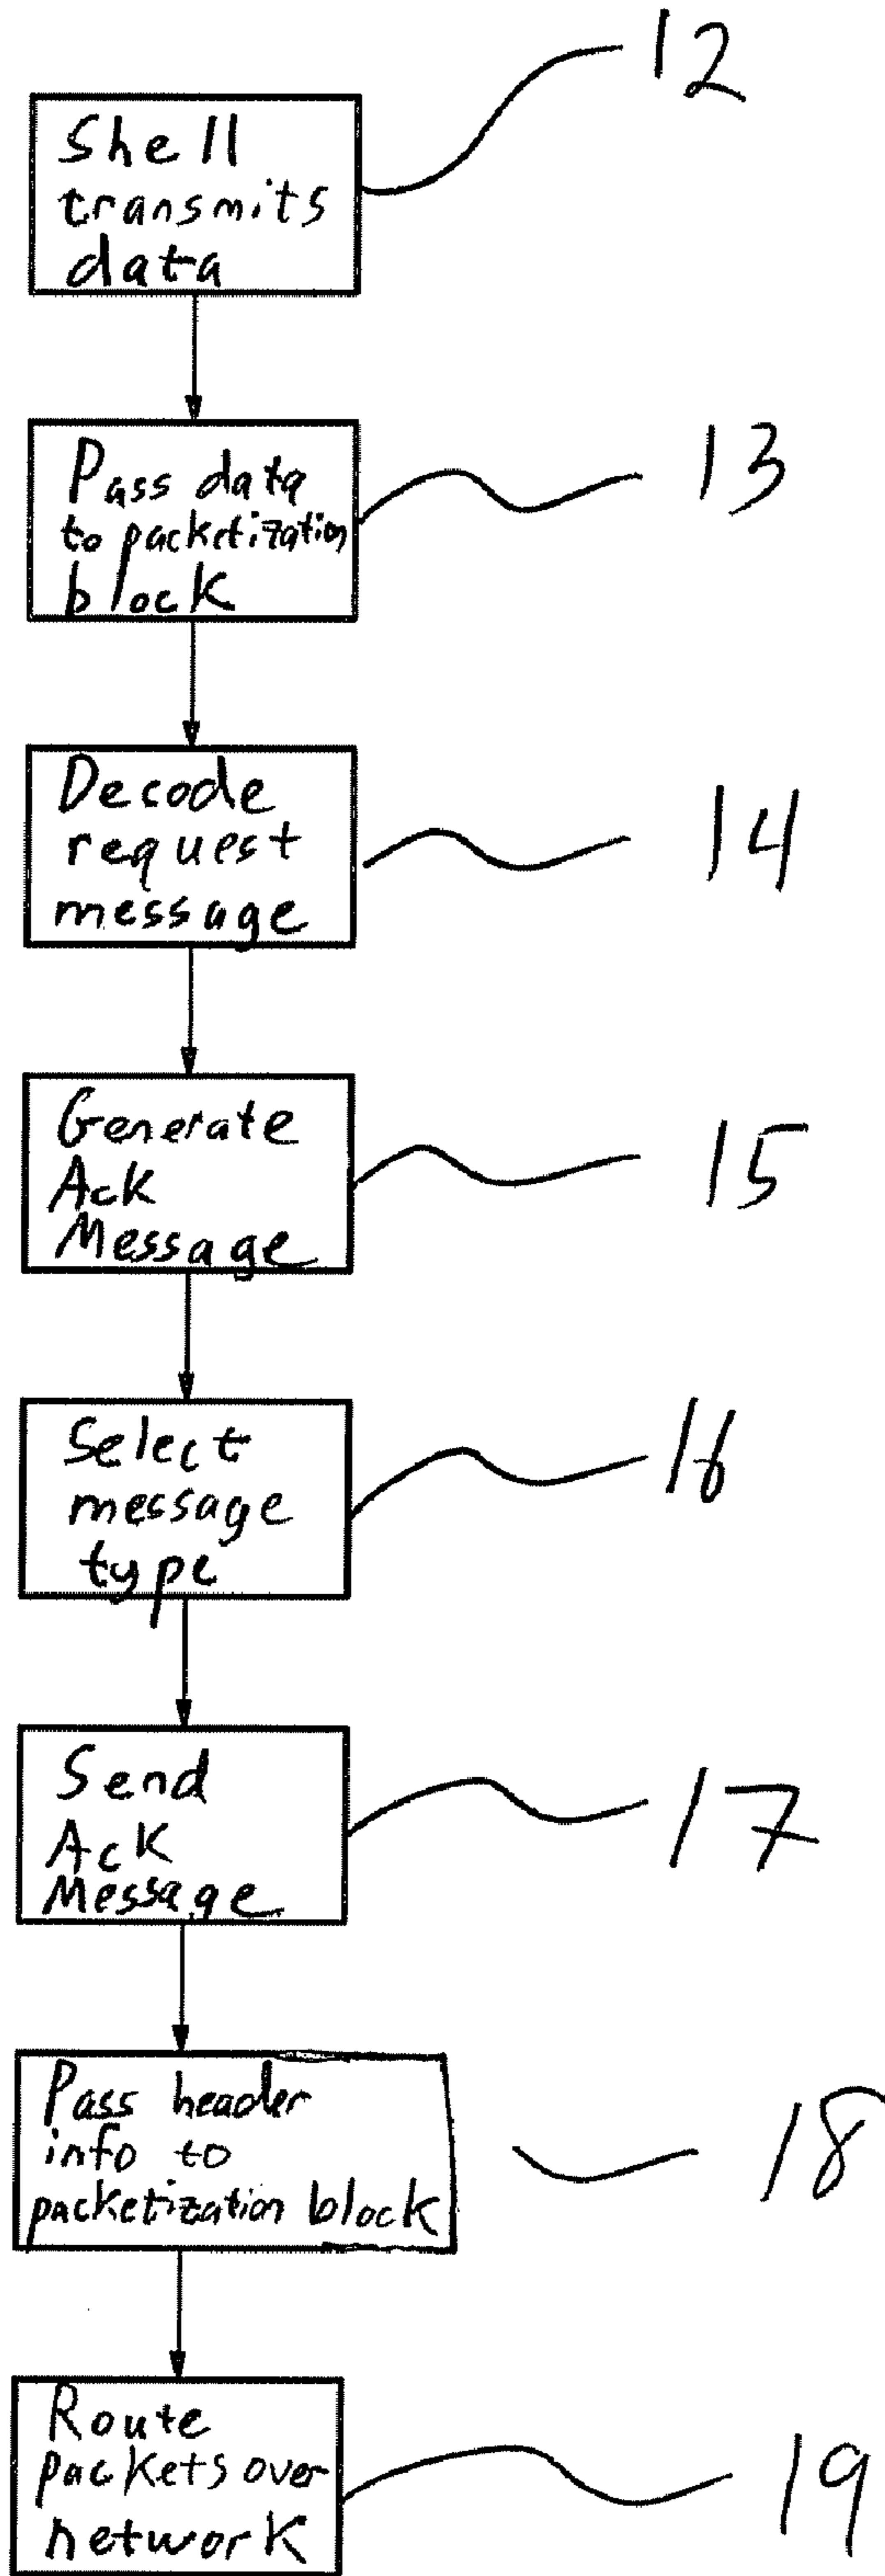 12
Shell
transmits
data
13
Pass data
to packetization
block
14
Decode
request
message
15
Generate
Ack
Message
16
Select
message
type
17
Send
Ack
Message
18
Pass header
info to
packetization block
19
Route
packets over
network